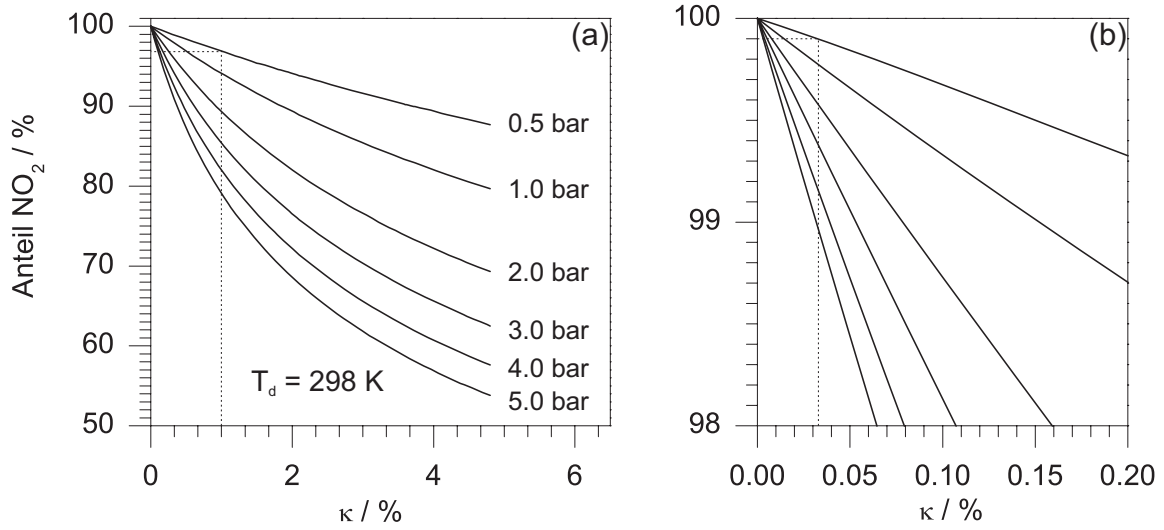 (a)
Anteil NO₂ / %
100
90
80
70
60
50
0.5 bar
1.0 bar
2.0 bar
3.0 bar
4.0 bar
5.0 bar
T_d = 298 K
0 2 4 6
κ / %
(b)
100
99
98
0.00 0.05 0.10 0.15 0.20
κ / %